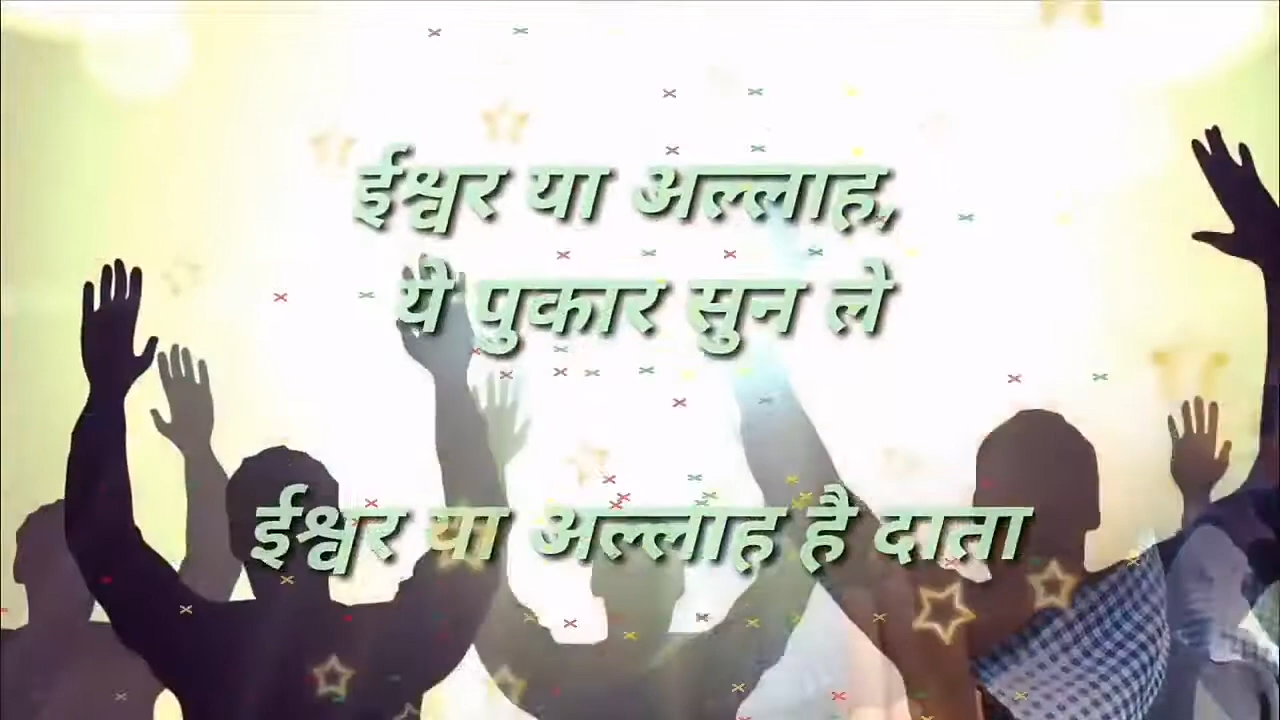 ईश्वर या अल्लाह,
ये पुकार सुन ले
ईश्वर या अल्लाह है दाता